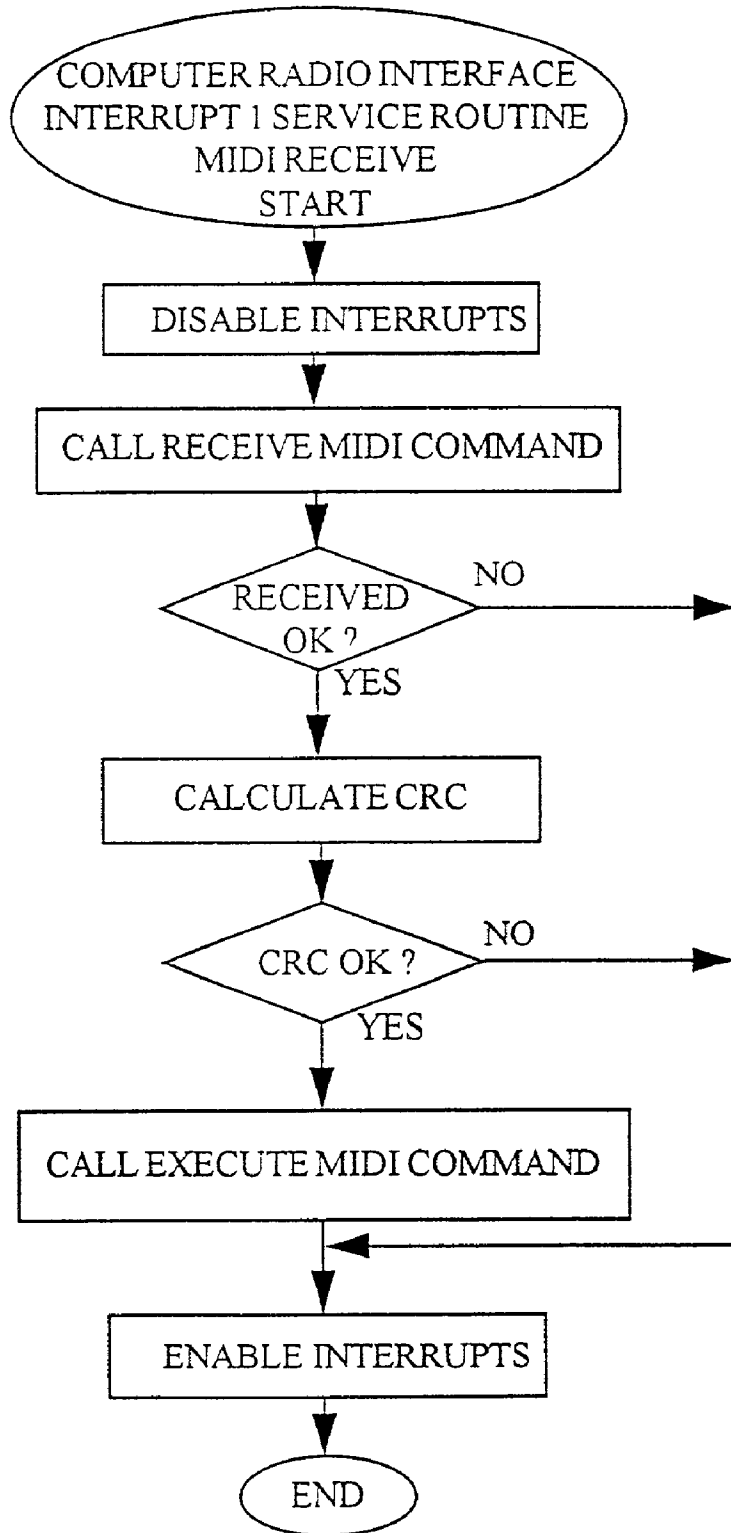 COMPUTER RADIO INTERFACE
INTERRUPT 1 SERVICE ROUTINE
MIDI RECEIVE
START
DISABLE INTERRUPTS
CALL RECEIVE MIDI COMMAND
RECEIVED
OK ?
NO
YES
CALCULATE CRC
CRC OK ?
NO
YES
CALL EXECUTE MIDI COMMAND
ENABLE INTERRUPTS
END